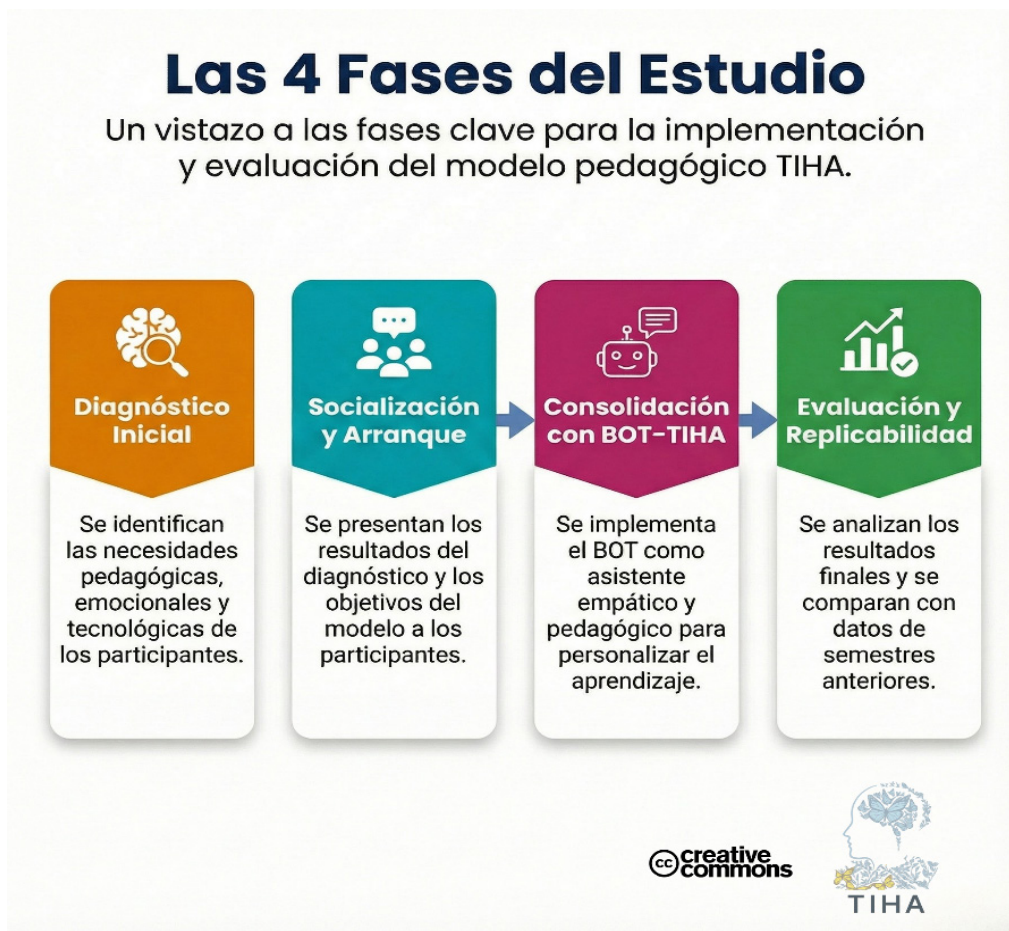 Las 4 Fases del Estudio
Un vistazo a las fases clave para la implementación
y evaluación del modelo pedagógico TIHA.
Diagnóstico
Inicial
Se identifican
las necesidades
pedagógicas,
emocionales y
tecnológicas de
los participantes.
Socialización
y Arranque
Se presentan los
resultados del
diagnóstico y los
objetivos del
modelo a los
participantes.
Consolidación
con BOT-TIHA
Se implementa
el BOT como
asistente
empático y
pedagógico para
personalizar el
aprendizaje.
Evaluación y
Replicabilidad
Se analizan los
resultados
finales y se
comparan con
datos de
semestres
anteriores.
cc creative
commons
TIHA